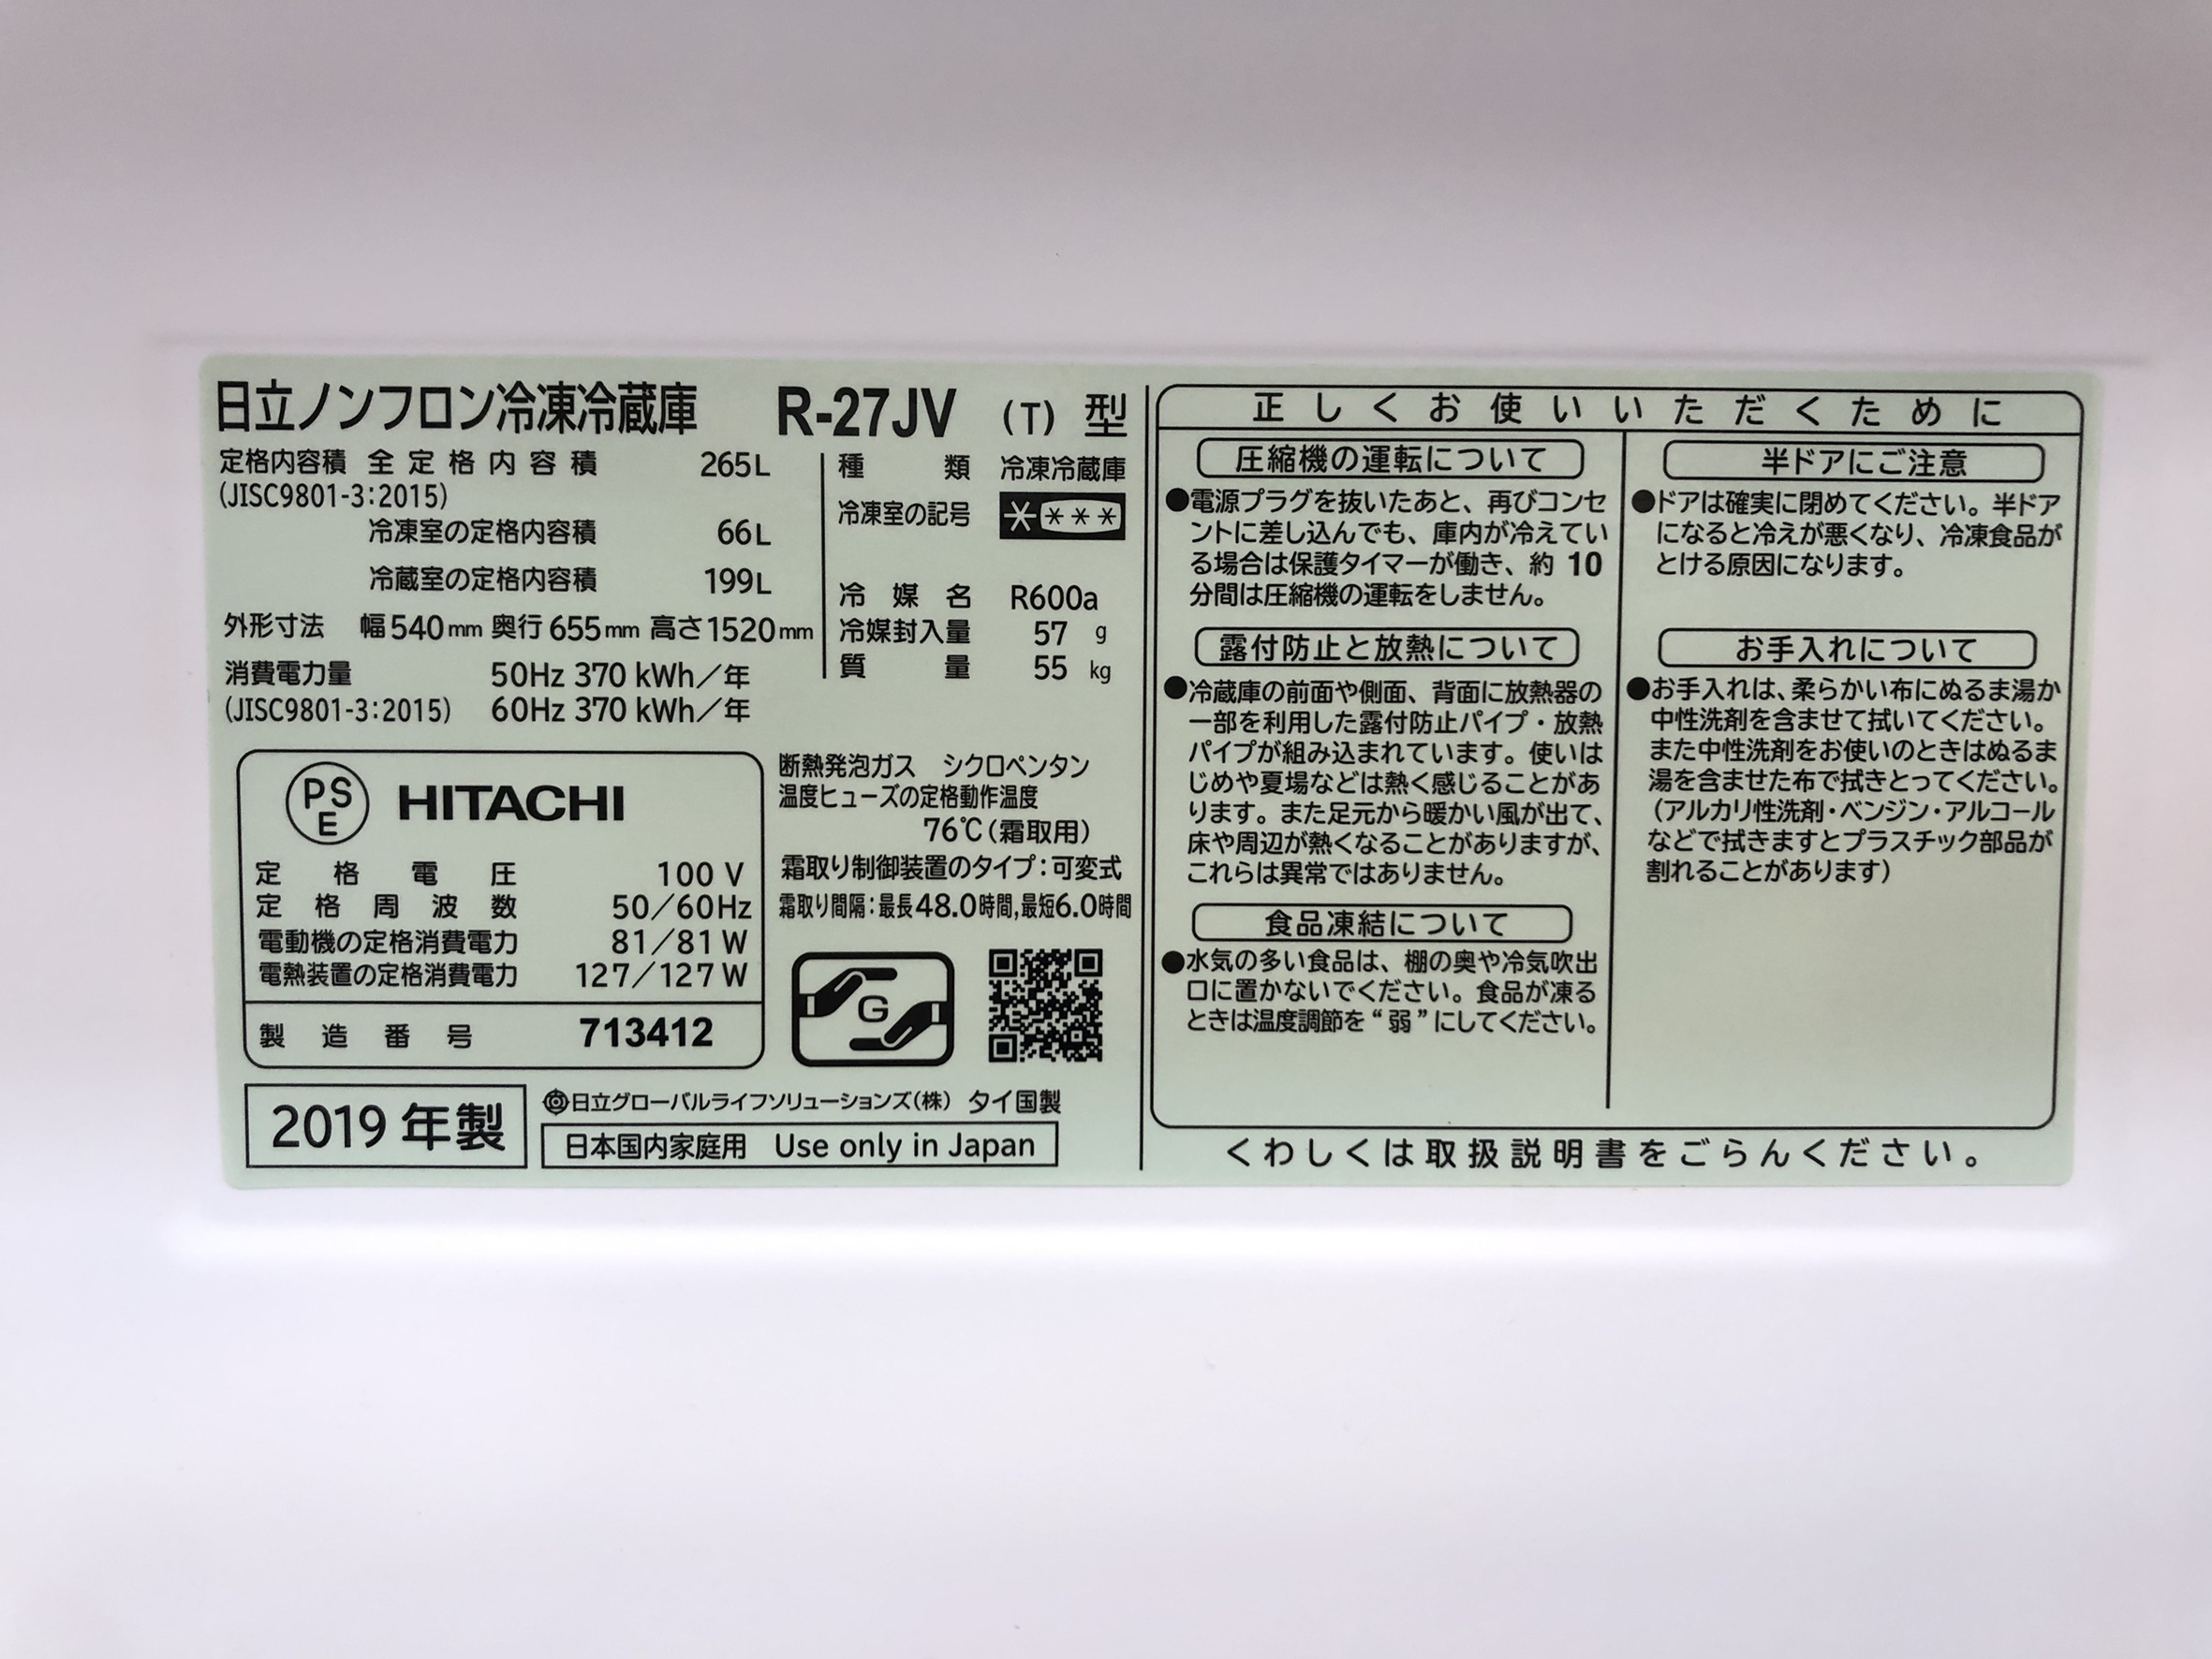 日立ノンフロン冷凍冷蔵庫 R-27JV (T) 型
定格内容積 全定格内容積 265L
(JISC9801-3:2015)
冷凍室の定格内容積 66L
冷蔵室の定格内容積 199L
外形寸法 幅540mm 奥行655mm 高さ1520mm
消費電力量 50Hz 370 kWh／年
(JISC9801-3:2015) 60Hz 370 kWh／年
種類 冷凍冷蔵庫
冷凍室の記号 ＊＊＊＊
冷媒名 R600a
冷媒封入量 57 g
質量 55 kg
PSE HITACHI
定格電圧 100 V
定格周波数 50／60Hz
電動機の定格消費電力 81／81 W
電熱装置の定格消費電力 127／127 W
製造番号 713412
断熱発泡ガス シクロペンタン
温度ヒューズの定格動作温度
76℃(霜取用)
霜取り制御装置のタイプ：可変式
霜取り間隔：最長48.0時間,最短6.0時間
G
2019 年製
日立グローバルライフソリューションズ(株) タイ国製
日本国内家庭用 Use only in Japan
正しくお使いいただくために
圧縮機の運転について
●電源プラグを抜いたあと、再びコンセ
ントに差し込んでも、庫内が冷えてい
る場合は保護タイマーが働き、約 10
分間は圧縮機の運転をしません。
露付防止と放熱について
●冷蔵庫の前面や側面、背面に放熱器の
一部を利用した露付防止パイプ・放熱
パイプが組み込まれています。使いは
じめや夏場などは熱く感じることがあ
ります。また足元から暖かい風が出て、
床や周辺が熱くなることがありますが、
これらは異常ではありません。
食品凍結について
●水気の多い食品は、棚の奥や冷気吹出
口に置かないでください。食品が凍る
ときは温度調節を“弱”にしてください。
半ドアにご注意
●ドアは確実に閉めてください。半ドア
になると冷えが悪くなり、冷凍食品が
とける原因になります。
お手入れについて
●お手入れは、柔らかい布にぬるま湯か
中性洗剤を含ませて拭いてください。
また中性洗剤をお使いのときはぬるま
湯を含ませた布で拭きとってください。
(アルカリ性洗剤・ベンジン・アルコール
などで拭きますとプラスチック部品が
割れることがあります)
くわしくは取扱説明書をごらんください。